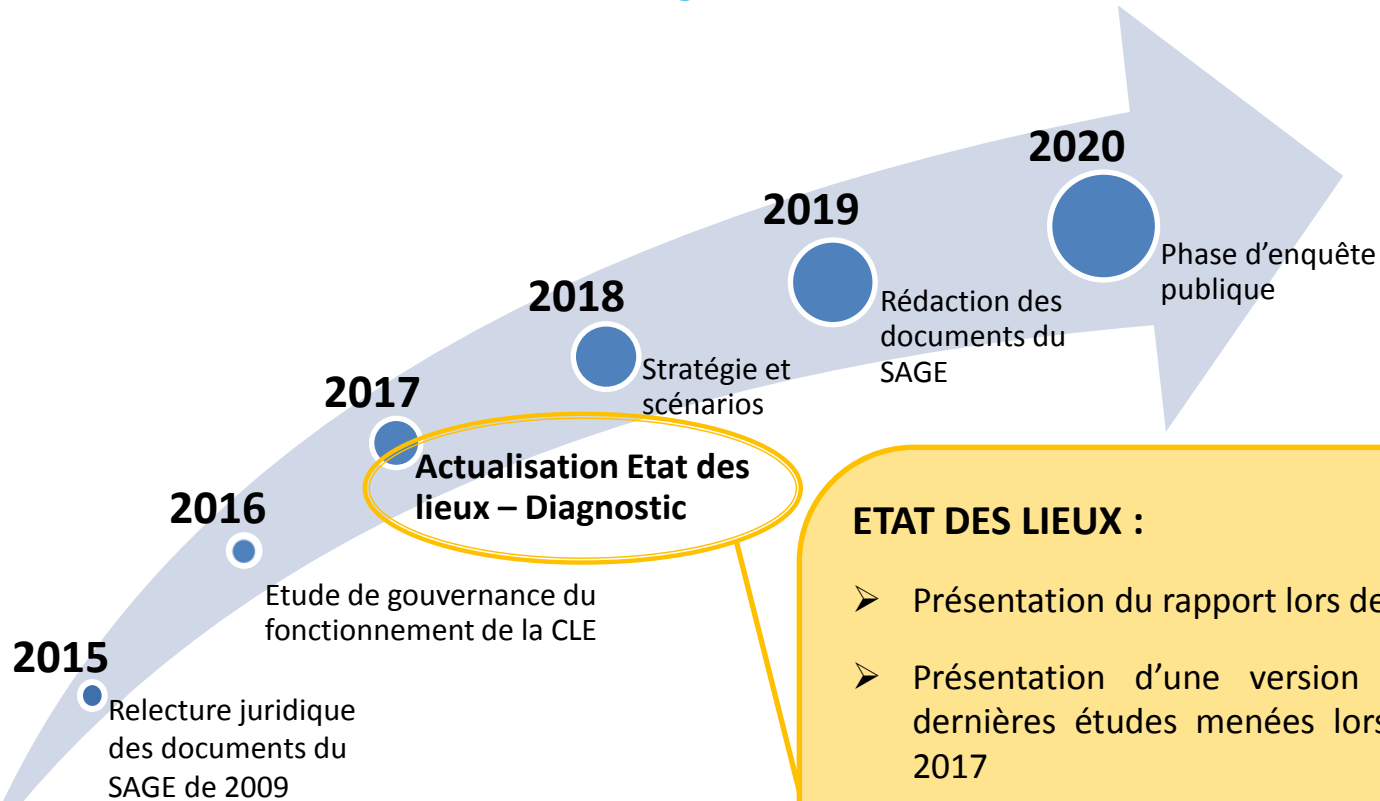 2020
Phase d’enquête
publique
2019
Rédaction des
documents du
SAGE
2018
Stratégie et
scénarios
2017
Actualisation Etat des
lieux – Diagnostic
2016
Etude de gouvernance du
fonctionnement de la CLE
2015
Relecture juridique
des documents du
SAGE de 2009
ETAT DES LIEUX :
➢ Présentation du rapport lors de
➢ Présentation d’une version
dernières études menées lors
2017